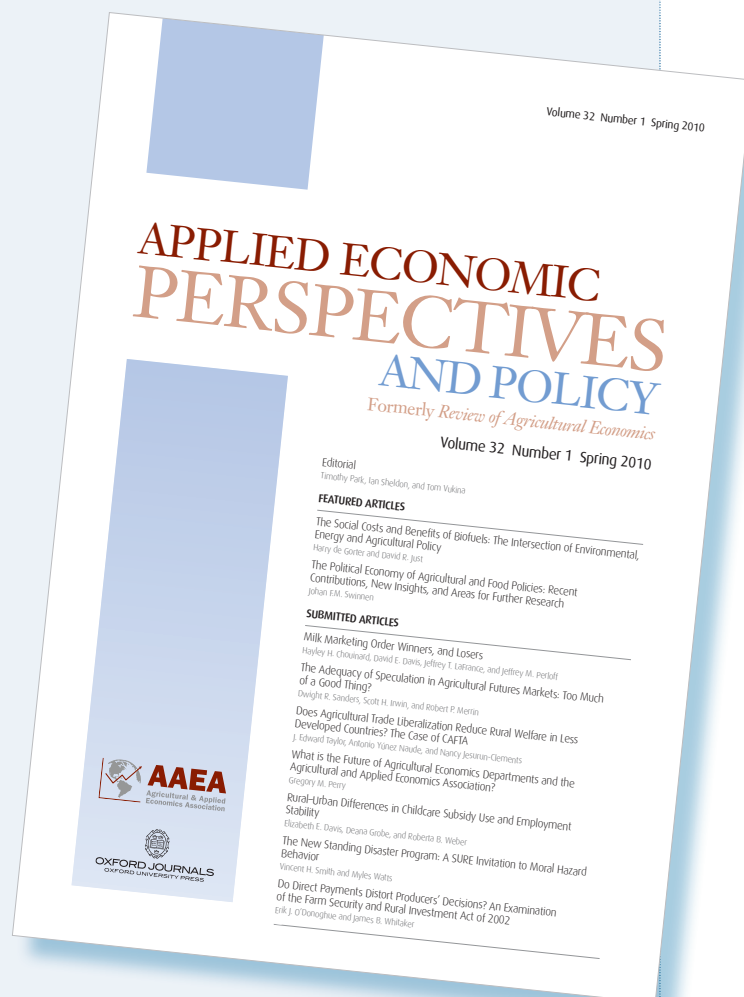 Volume 32 Number 1 Spring 2010
APPLIED ECONOMIC
PERSPECTIVES
AND POLICY
Formerly Review of Agricultural Economics
Volume 32 Number 1 Spring 2010
Editorial
Timothy Park, Ian Sheldon, and Tom Vukina
FEATURED ARTICLES
The Social Costs and Benefits of Biofuels: The Intersection of Environmental,
Energy and Agricultural Policy
Harry de Gorter and David R. Just
The Political Economy of Agricultural and Food Policies: Recent
Contributions, New Insights, and Areas for Further Research
Johan F.M. Swinnen
SUBMITTED ARTICLES
Milk Marketing Order Winners, and Losers
Hayley H. Chouinard, David E. Davis, Jeffrey T. LaFrance, and Jeffrey M. Perloff
The Adequacy of Speculation in Agricultural Futures Markets: Too Much
of a Good Thing?
Dwight R. Sanders, Scott H. Irwin, and Robert P. Merrin
Does Agricultural Trade Liberalization Reduce Rural Welfare in Less
Developed Countries? The Case of CAFTA
J. Edward Taylor, Antonio Yúnez Naude, and Nancy Jesurun-Clements
What is the Future of Agricultural Economics Departments and the
Agricultural and Applied Economics Association?
Gregory M. Perry
Rural–Urban Differences in Childcare Subsidy Use and Employment
Stability
Elizabeth E. Davis, Deana Grobe, and Roberta B. Weber
The New Standing Disaster Program: A SURE Invitation to Moral Hazard
Behavior
Vincent H. Smith and Myles Watts
Do Direct Payments Distort Producers' Decisions? An Examination
of the Farm Security and Rural Investment Act of 2002
Erik J. O'Donoghue and James B. Whitaker
AAEA
Agricultural & Applied
Economics Association
OXFORD JOURNALS
OXFORD UNIVERSITY PRESS